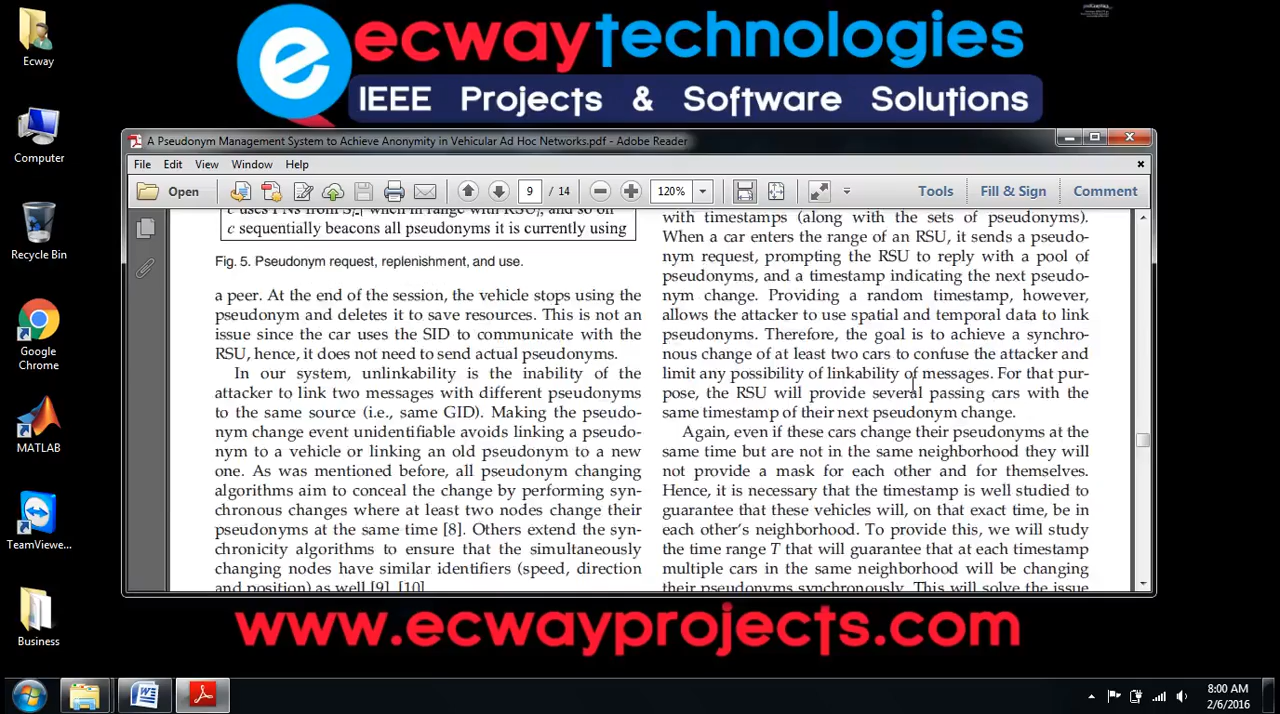 ecwaytechnologies
IEEE Projects & Software Solutions
Ecway
Computer
Recycle Bin
Google
Chrome
MATLAB
TeamViewe...
Business
A Pseudonym Management System to Achieve Anonymity in Vehicular Ad Hoc Networks.pdf - Adobe Reader
File Edit View Window Help
Open 9 / 14 120% Tools Fill & Sign Comment
c sequentially beacons all pseudonyms it is currently using
Fig. 5. Pseudonym request, replenishment, and use.
a peer. At the end of the session, the vehicle stops using the
pseudonym and deletes it to save resources. This is not an
issue since the car uses the SID to communicate with the
RSU, hence, it does not need to send actual pseudonyms.
In our system, unlinkability is the inability of the
attacker to link two messages with different pseudonyms
to the same source (i.e., same GID). Making the pseudo-
nym change event unidentifiable avoids linking a pseudo-
nym to a vehicle or linking an old pseudonym to a new
one. As was mentioned before, all pseudonym changing
algorithms aim to conceal the change by performing syn-
chronous changes where at least two nodes change their
pseudonyms at the same time [8]. Others extend the syn-
chronicity algorithms to ensure that the simultaneously
changing nodes have similar identifiers (speed, direction
and position) as well [9], [10].
with timestamps (along with the sets of pseudonyms).
When a car enters the range of an RSU, it sends a pseudo-
nym request, prompting the RSU to reply with a pool of
pseudonyms, and a timestamp indicating the next pseudo-
nym change. Providing a random timestamp, however,
allows the attacker to use spatial and temporal data to link
pseudonyms. Therefore, the goal is to achieve a synchro-
nous change of at least two cars to confuse the attacker and
limit any possibility of linkability of messages. For that pur-
pose, the RSU will provide several passing cars with the
same timestamp of their next pseudonym change.
Again, even if these cars change their pseudonyms at the
same time but are not in the same neighborhood they will
not provide a mask for each other and for themselves.
Hence, it is necessary that the timestamp is well studied to
guarantee that these vehicles will, on that exact time, be in
each other's neighborhood. To provide this, we will study
the time range T that will guarantee that at each timestamp
multiple cars in the same neighborhood will be changing
their pseudonyms synchronously. This will solve the issue
www.ecwayprojects.com
8:00 AM
2/6/2016